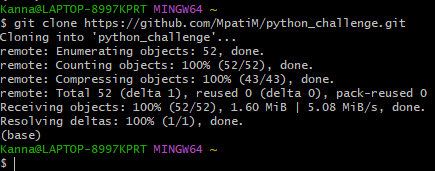 Kanna@LAPTOP-8997KPRT MINGW64 ~
$ git clone https://github.com/MpatiM/python_challenge.git
Cloning into 'python_challenge'...
remote: Enumerating objects: 52, done.
remote: Counting objects: 100% (52/52), done.
remote: Compressing objects: 100% (43/43), done.
remote: Total 52 (delta 1), reused 0 (delta 0), pack-reused 0
Receiving objects: 100% (52/52), 1.60 MiB | 5.08 MiB/s, done.
Resolving deltas: 100% (1/1), done.
(base)
Kanna@LAPTOP-8997KPRT MINGW64 ~
$